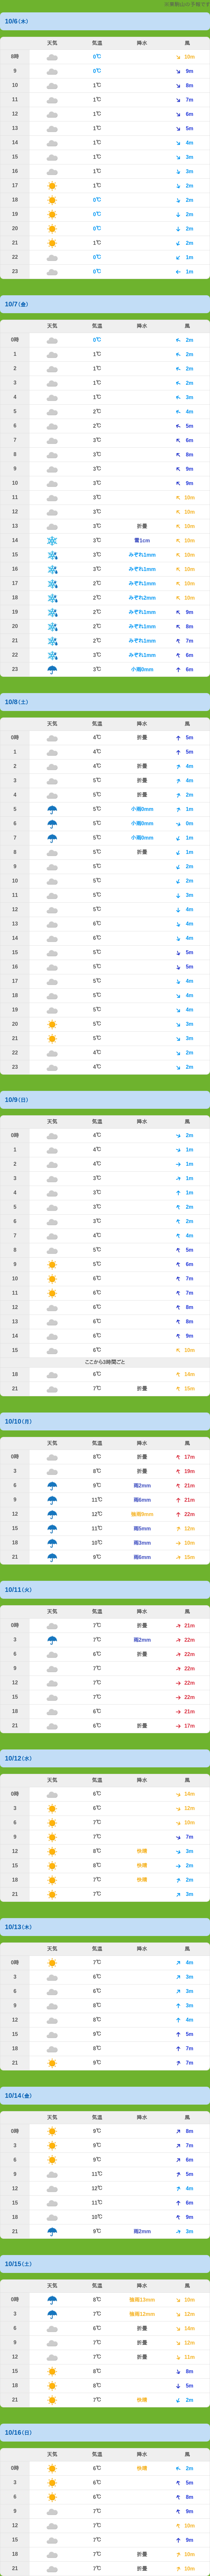 10/6(木)
天気 気温 降水 風
8時 0℃ 10m
9 0℃ 9m
10 1℃ 8m
11 1℃ 7m
12 1℃ 6m
13 1℃ 5m
14 1℃ 4m
15 1℃ 3m
16 1℃ 3m
17 1℃ 2m
18 0℃ 2m
19 0℃ 2m
20 0℃ 2m
21 1℃ 2m
22 0℃ 1m
23 0℃ 1m
10/7(金)
天気 気温 降水 風
0時 0℃ 2m
1 1℃ 2m
2 1℃ 2m
3 1℃ 2m
4 1℃ 3m
5 2℃ 4m
6 2℃ 5m
7 3℃ 6m
8 3℃ 8m
9 3℃ 9m
10 3℃ 9m
11 3℃ 10m
12 3℃ 10m
13 3℃ 折曇 10m
14 3℃ 雪1cm 10m
15 3℃ みぞれ1mm 10m
16 3℃ みぞれ1mm 10m
17 2℃ みぞれ1mm 10m
18 2℃ みぞれ2mm 10m
19 2℃ みぞれ1mm 9m
20 2℃ みぞれ1mm 8m
21 2℃ みぞれ1mm 7m
22 3℃ みぞれ1mm 6m
23 3℃ 小雨0mm 6m
10/8(土)
天気 気温 降水 風
0時 4℃ 折曇 5m
1 4℃ 5m
2 4℃ 折曇 4m
3 5℃ 折曇 4m
4 5℃ 折曇 2m
5 5℃ 小雨0mm 1m
6 5℃ 小雨0mm 0m
7 5℃ 小雨0mm 1m
8 5℃ 折曇 1m
9 5℃ 2m
10 5℃ 2m
11 5℃ 3m
12 5℃ 4m
13 6℃ 4m
14 6℃ 4m
15 5℃ 5m
16 5℃ 5m
17 5℃ 4m
18 5℃ 4m
19 5℃ 4m
20 5℃ 3m
21 5℃ 3m
22 4℃ 2m
23 4℃ 2m
10/9(日)
天気 気温 降水 風
0時 4℃ 2m
1 4℃ 1m
2 4℃ 1m
3 3℃ 1m
4 3℃ 1m
5 3℃ 2m
6 3℃ 2m
7 4℃ 4m
8 5℃ 5m
9 5℃ 6m
10 6℃ 7m
11 6℃ 7m
12 6℃ 8m
13 6℃ 8m
14 6℃ 9m
15 6℃ 10m
ここから3時間ごと
18 6℃ 14m
21 7℃ 折曇 15m
10/10(月)
天気 気温 降水 風
0時 8℃ 折曇 17m
3 8℃ 折曇 19m
6 9℃ 雨2mm 21m
9 11℃ 雨6mm 21m
12 12℃ 強雨9mm 22m
15 11℃ 雨5mm 12m
18 10℃ 雨3mm 10m
21 9℃ 雨6mm 15m
10/11(火)
天気 気温 降水 風
0時 7℃ 折曇 21m
3 7℃ 雨2mm 22m
6 6℃ 折曇 22m
9 7℃ 22m
12 7℃ 22m
15 7℃ 22m
18 6℃ 21m
21 6℃ 折曇 17m
10/12(水)
天気 気温 降水 風
0時 6℃ 14m
3 6℃ 12m
6 7℃ 10m
9 7℃ 7m
12 8℃ 快晴 3m
15 8℃ 快晴 2m
18 7℃ 快晴 2m
21 7℃ 3m
10/13(木)
天気 気温 降水 風
0時 7℃ 4m
3 6℃ 3m
6 6℃ 3m
9 8℃ 3m
12 8℃ 4m
15 9℃ 5m
18 8℃ 7m
21 9℃ 7m
10/14(金)
天気 気温 降水 風
0時 9℃ 8m
3 9℃ 7m
6 9℃ 6m
9 11℃ 5m
12 12℃ 4m
15 11℃ 6m
18 10℃ 9m
21 9℃ 雨2mm 3m
10/15(土)
天気 気温 降水 風
0時 8℃ 強雨13mm 10m
3 7℃ 強雨12mm 12m
6 6℃ 折曇 14m
9 7℃ 折曇 12m
12 7℃ 折曇 11m
15 8℃ 8m
18 8℃ 5m
21 7℃ 快晴 2m
10/16(日)
天気 気温 降水 風
0時 6℃ 快晴 2m
3 6℃ 5m
6 6℃ 8m
9 7℃ 9m
12 7℃ 10m
15 7℃ 9m
18 7℃ 折曇 10m
21 7℃ 折曇 10m